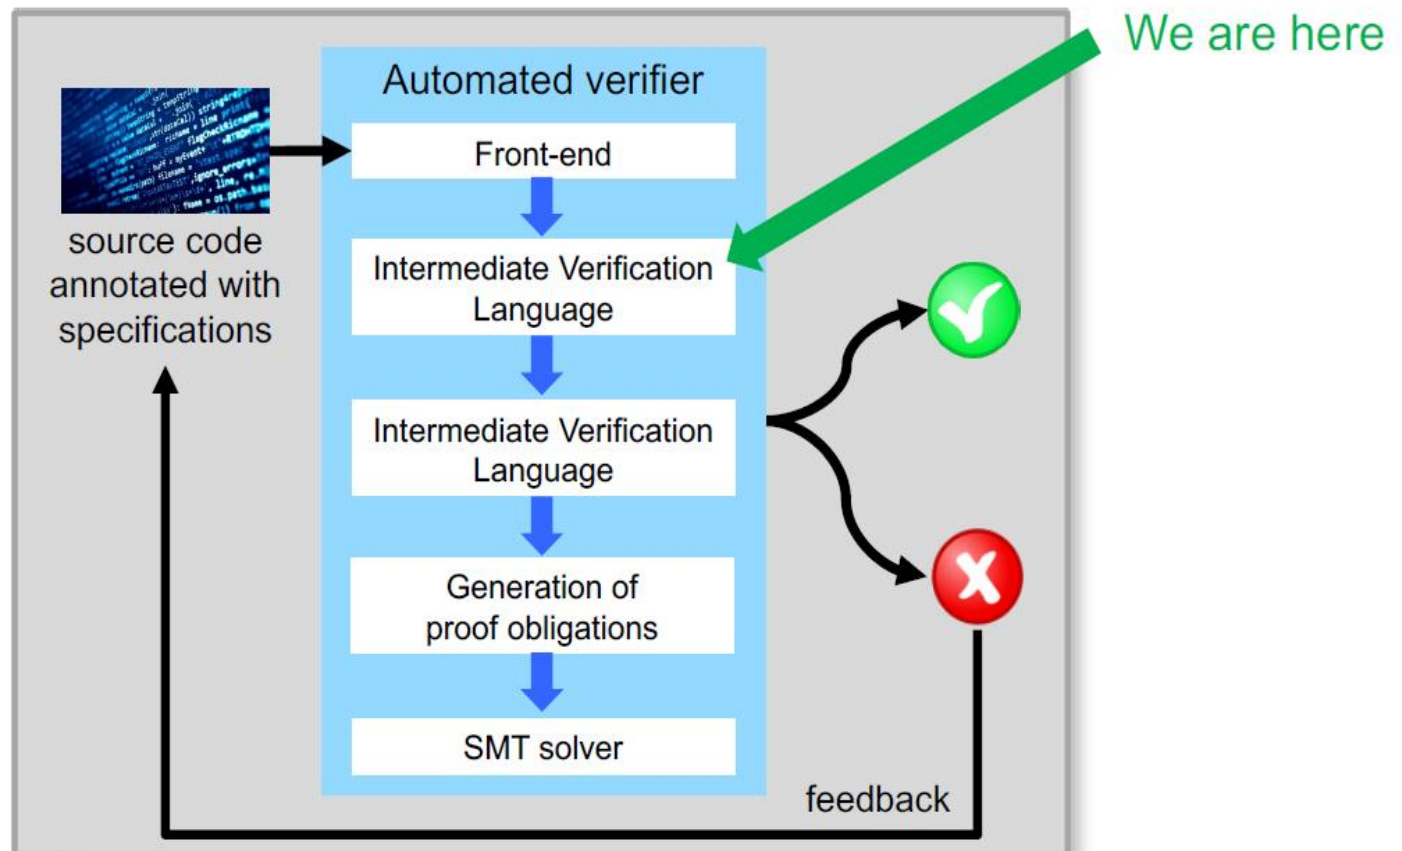 We are here
Automated verifier
Front-end
source code
annotated with
specifications
Intermediate Verification
Language
Intermediate Verification
Language
Generation of
proof obligations
SMT solver
feedback